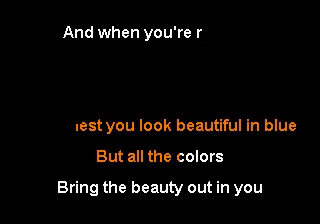 And when you're r
est you look beautiful in blue
But all the colors
Bring the beauty out in you